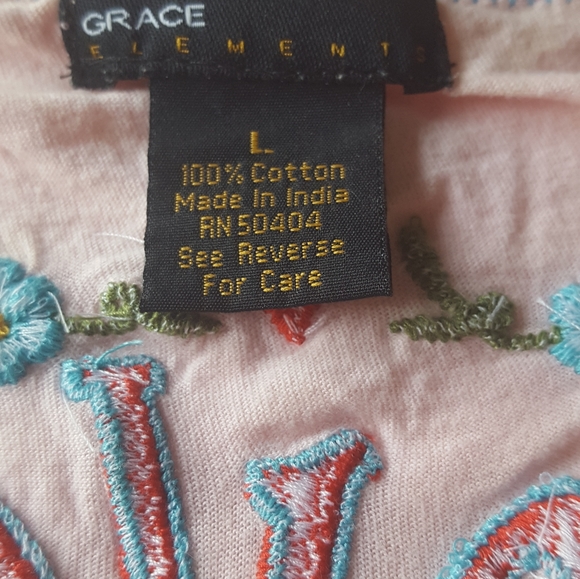 GRACE
ELEMENTS
L
100% Cotton
Made In India
RN 50404
See Reverse
For Care